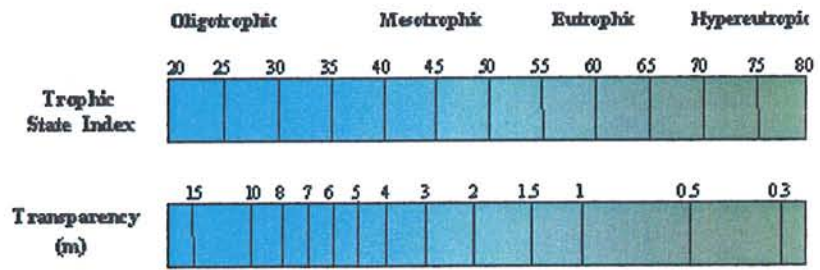 Oligotrophic Mesotrophic Eutrophic Hypereutropic
20 25 30 35 40 45 50 55 60 65 70 75 80
Trophic
State Index
15 10 8 7 6 5 4 3 2 1.5 1 0.5 0.3
Transparency
(m)